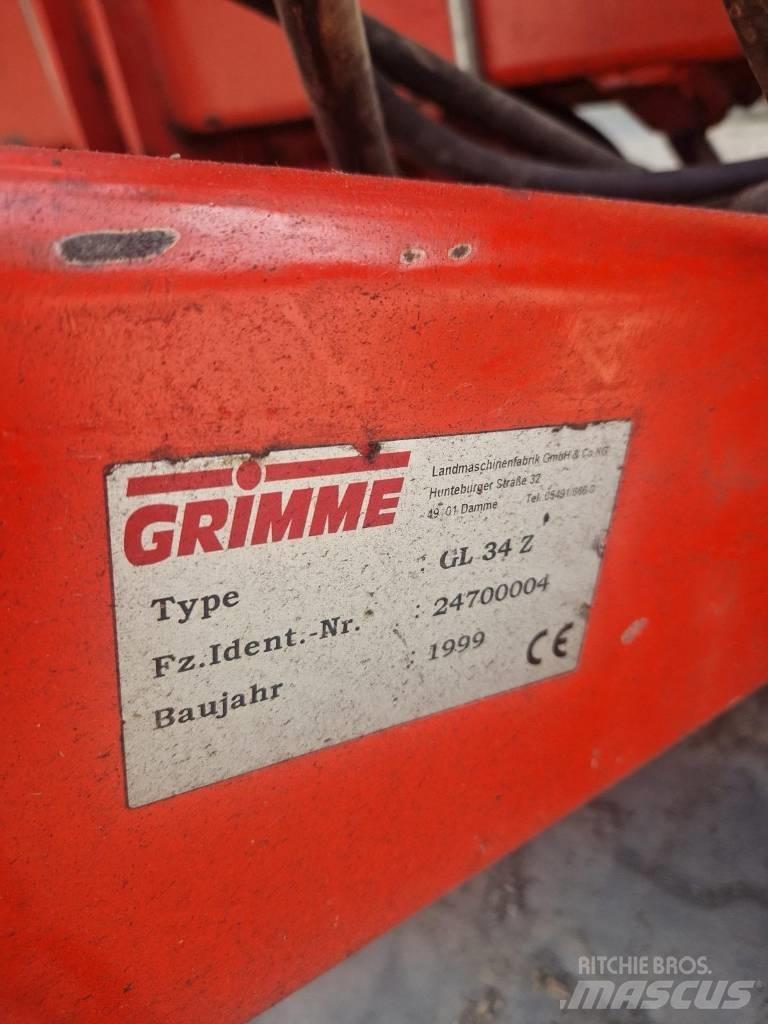 GRIMME
Landmaschinenfabrik GmbH & Co. KG
Hunteburger Straße 32
Damme Tel.
Type : GL 34 Z
Fz.Ident.-Nr. : 24700004
Baujahr : 1999
CE
RITCHIE BROS.
MASCUS